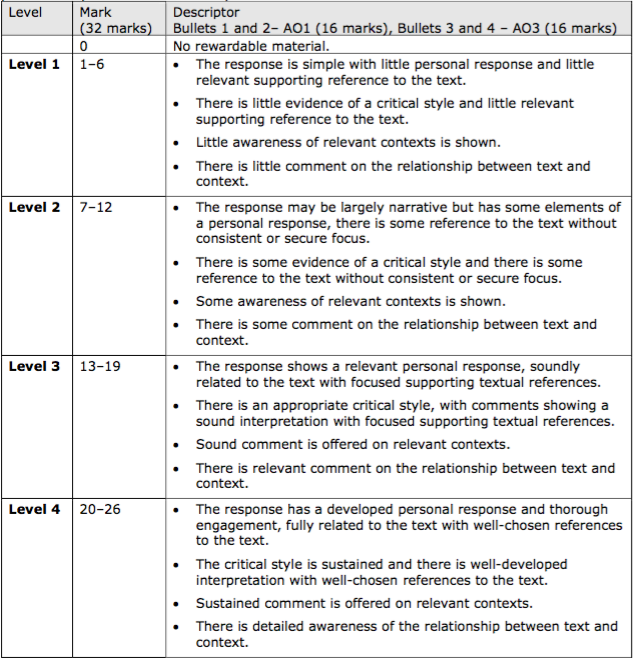 Level Mark Descriptor
(32 marks) Bullets 1 and 2– AO1 (16 marks), Bullets 3 and 4 – AO3 (16 marks)
0 No rewardable material.
Level 1 1–6 • The response is simple with little personal response and little
relevant supporting reference to the text.
• There is little evidence of a critical style and little relevant
supporting reference to the text.
• Little awareness of relevant contexts is shown.
• There is little comment on the relationship between text and
context.
Level 2 7–12 • The response may be largely narrative but has some elements of
a personal response, there is some reference to the text without
consistent or secure focus.
• There is some evidence of a critical style and there is some
reference to the text without consistent or secure focus.
• Some awareness of relevant contexts is shown.
• There is some comment on the relationship between text and
context.
Level 3 13–19 • The response shows a relevant personal response, soundly
related to the text with focused supporting textual references.
• There is an appropriate critical style, with comments showing a
sound interpretation with focused supporting textual references.
• Sound comment is offered on relevant contexts.
• There is relevant comment on the relationship between text and
context.
Level 4 20–26 • The response has a developed personal response and thorough
engagement, fully related to the text with well-chosen references
to the text.
• The critical style is sustained and there is well-developed
interpretation with well-chosen references to the text.
• Sustained comment is offered on relevant contexts.
• There is detailed awareness of the relationship between text and
context.